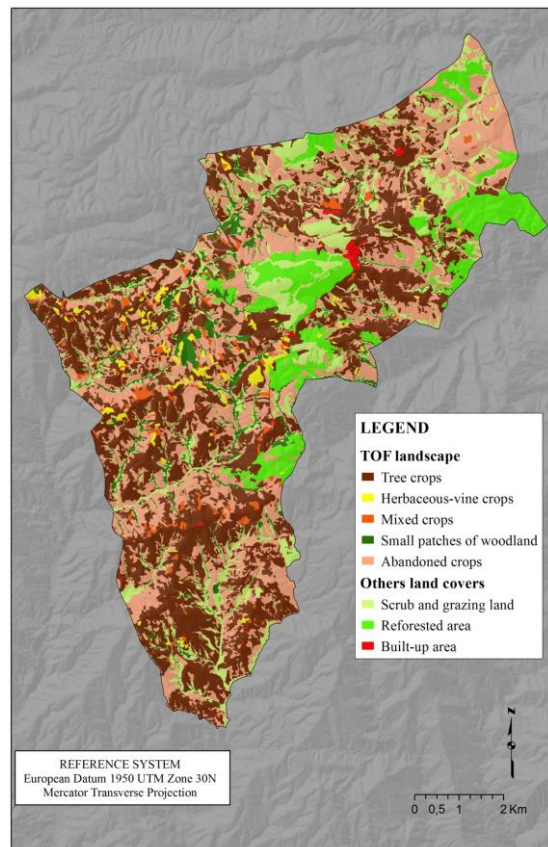 LEGEND
TOF landscape
Tree crops
Herbaceous-vine crops
Mixed crops
Small patches of woodland
Abandoned crops
Others land covers
Scrub and grazing land
Reforested area
Built-up area
REFERENCE SYSTEM
European Datum 1950 UTM Zone 30N
Mercator Transverse Projection
N
0 0,5 1 2 Km